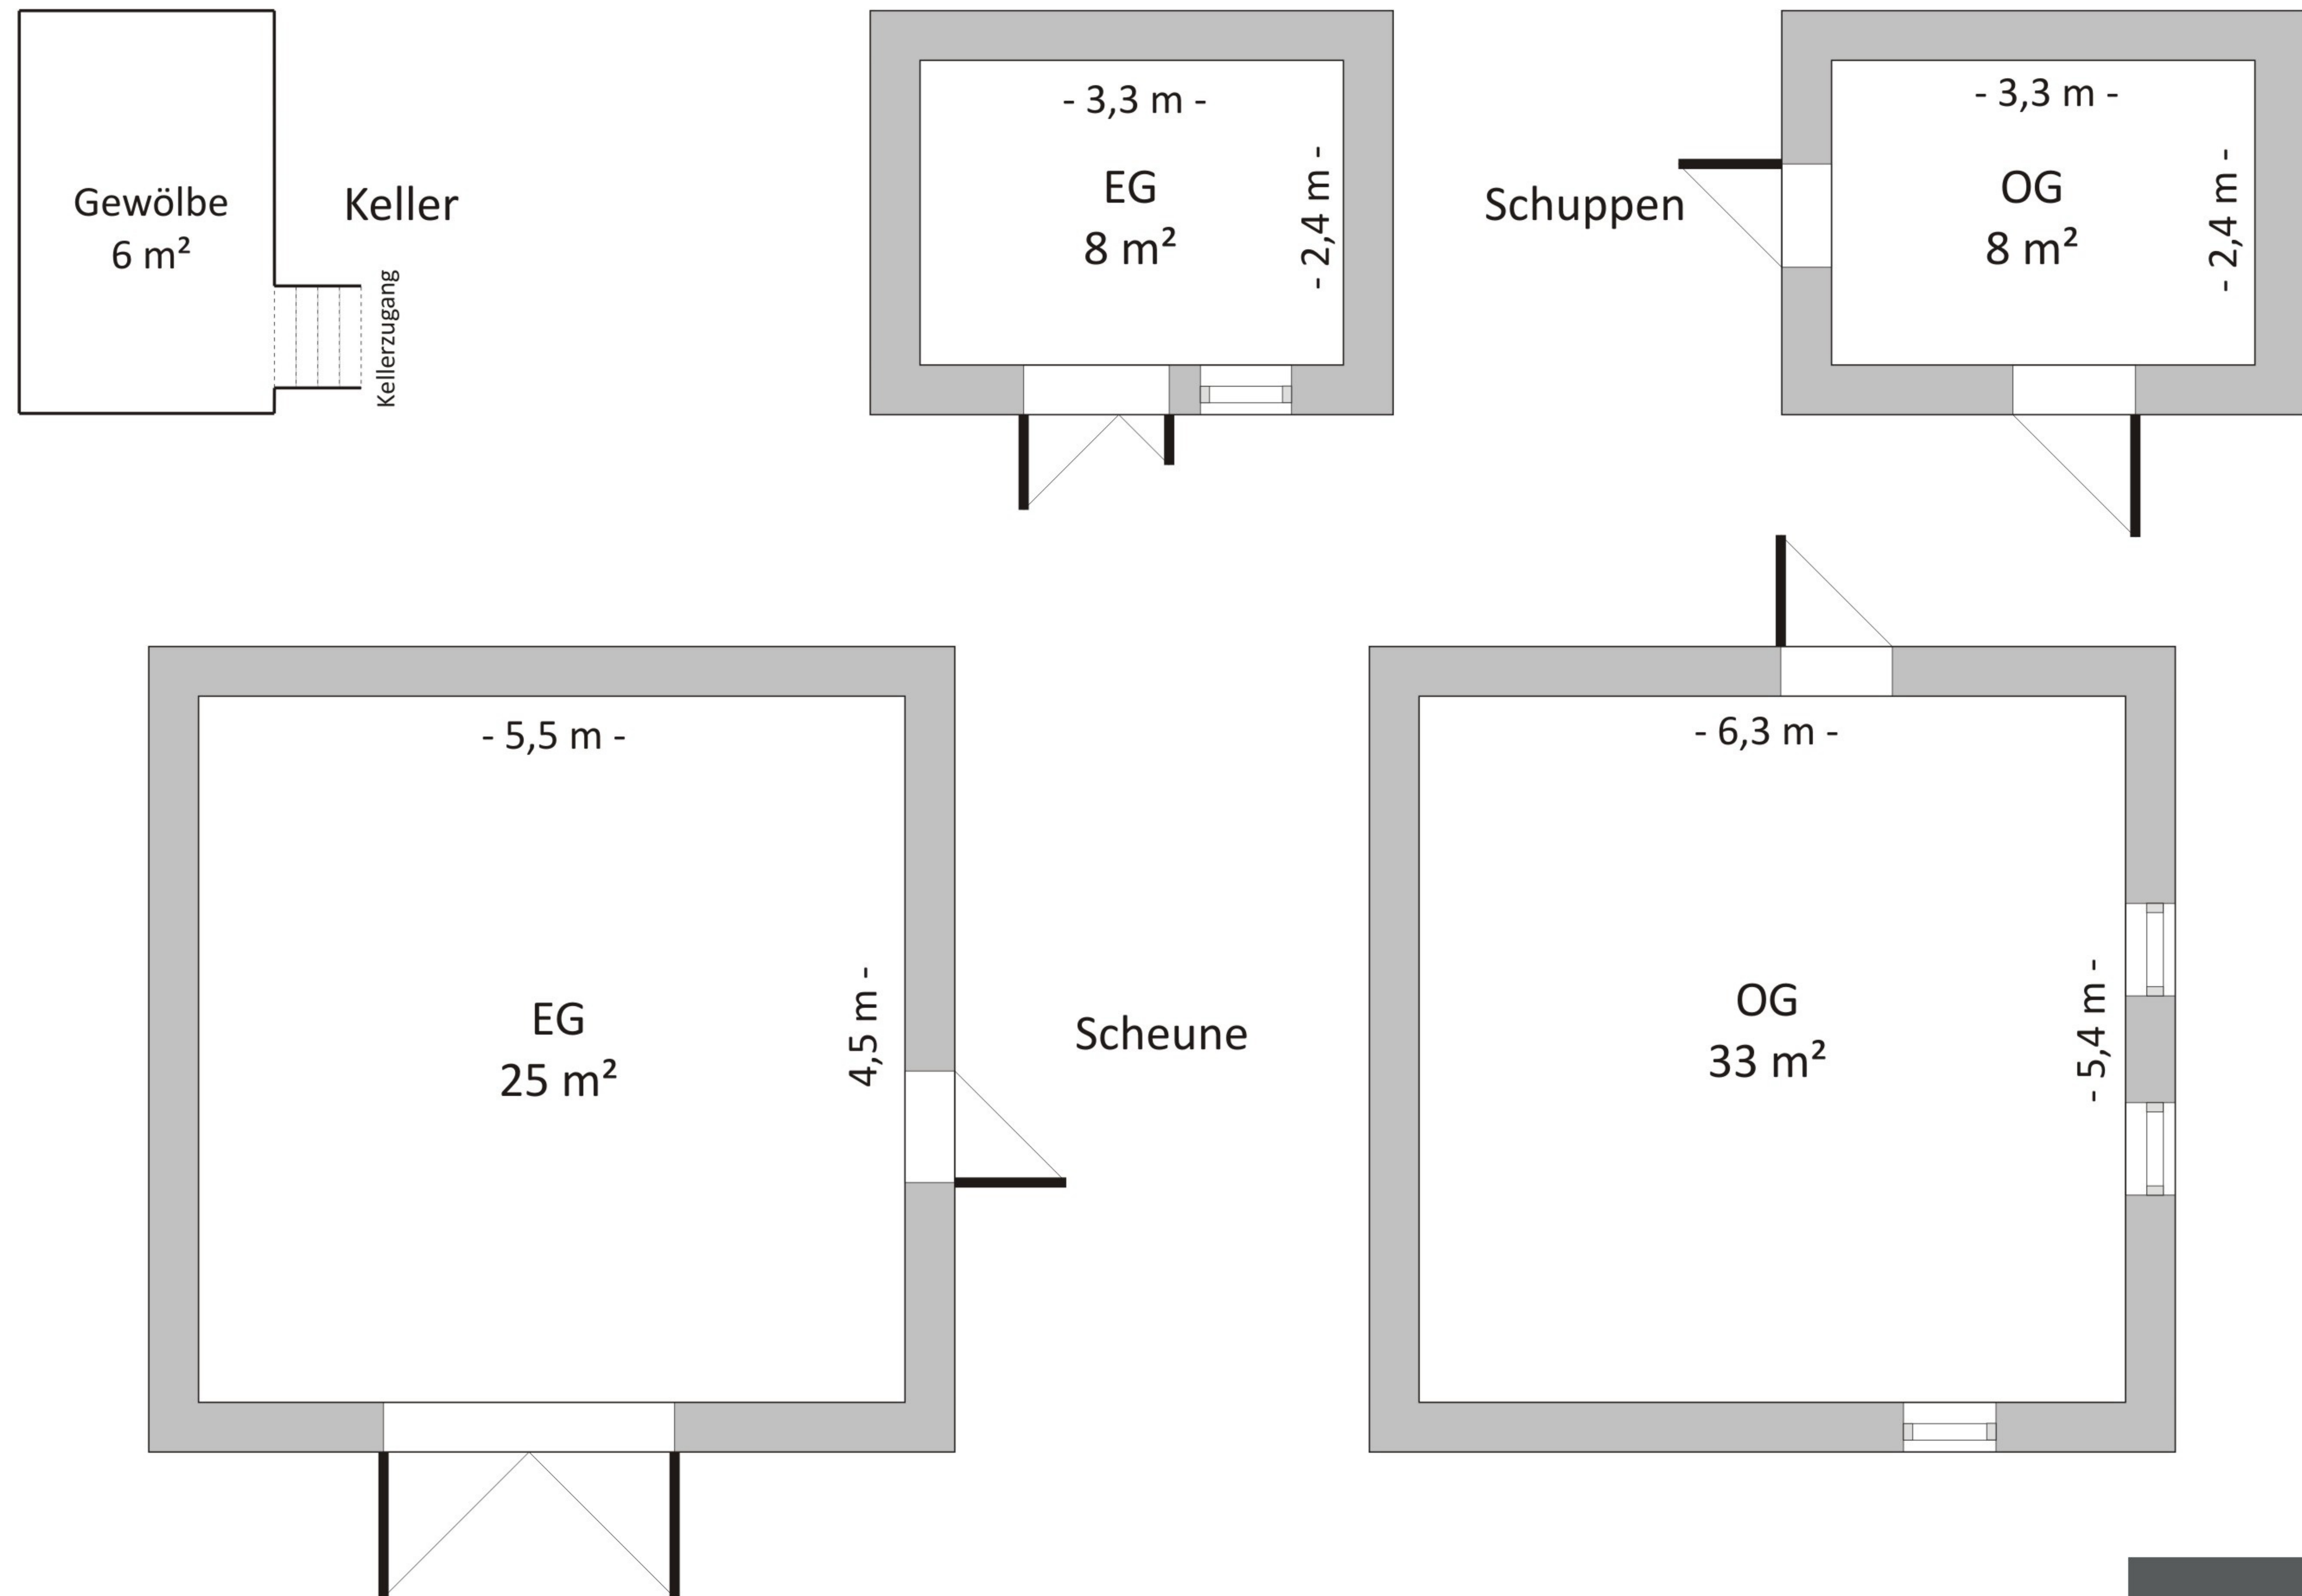 Gewölbe
6 m²
Keller
Kellerzugang
- 3,3 m -
EG
8 m²
- 2,4 m -
Schuppen
- 3,3 m -
OG
8 m²
- 2,4 m -
- 5,5 m -
EG
25 m²
4,5 m -
Scheune
- 6,3 m -
OG
33 m²
- 5,4 m -